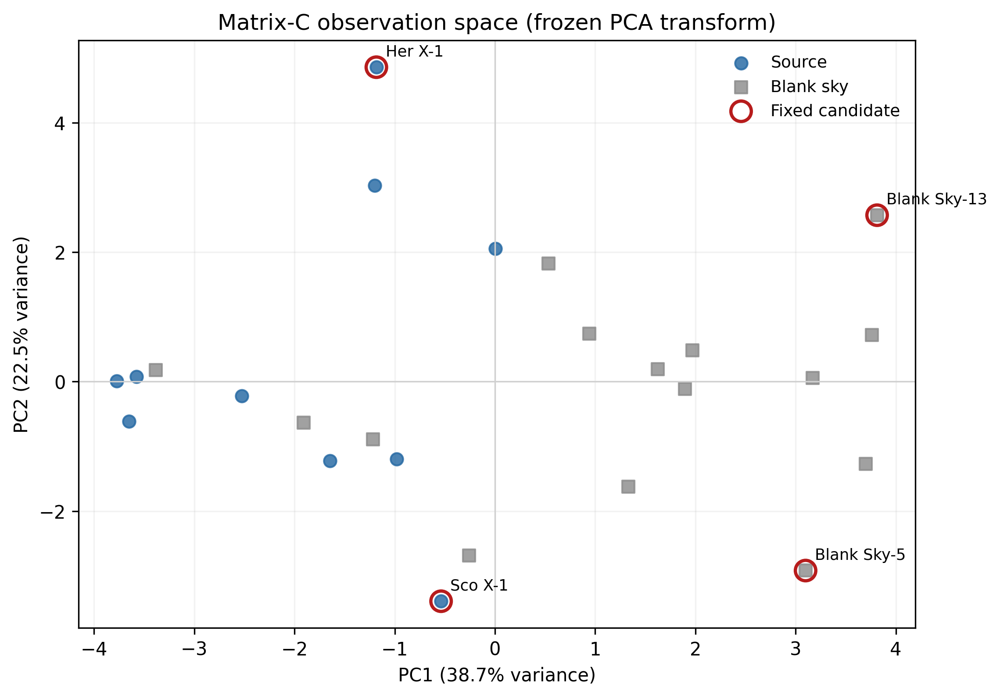 Matrix-C observation space (frozen PCA transform)
Her X-1
Source
Blank sky
Fixed candidate
Blank Sky-13
Blank Sky-5
Sco X-1
PC2 (22.5% variance)
4
2
0
−2
−4
−3
−2
−1
0
1
2
3
4
PC1 (38.7% variance)